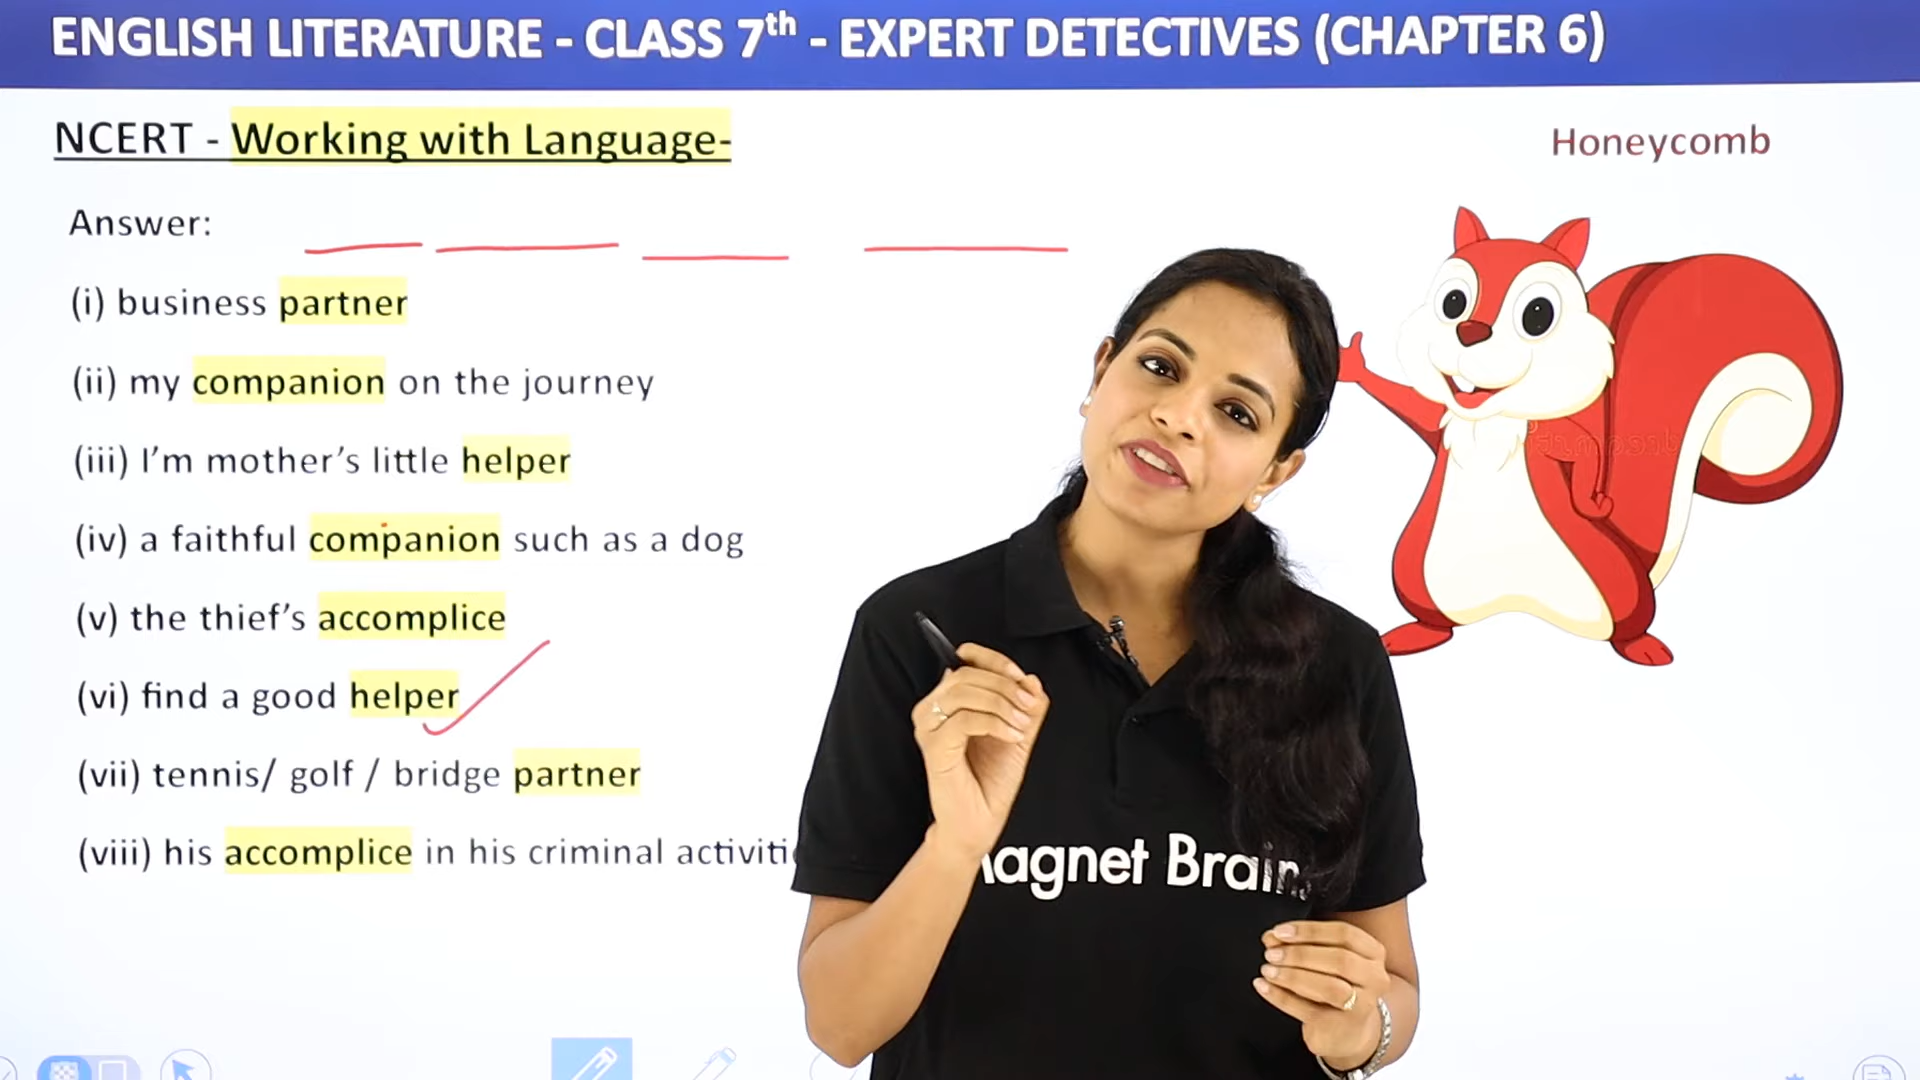 ENGLISH LITERATURE - CLASS 7th - EXPERT DETECTIVES (CHAPTER 6)
NCERT - Working with Language-
Honeycomb
Answer:
(i) business partner
(ii) my companion on the journey
(iii) I'm mother's little helper
(iv) a faithful companion such as a dog
(v) the thief's accomplice
(vi) find a good helper
(vii) tennis/ golf / bridge partner
(viii) his accomplice in his criminal
agnet Brain